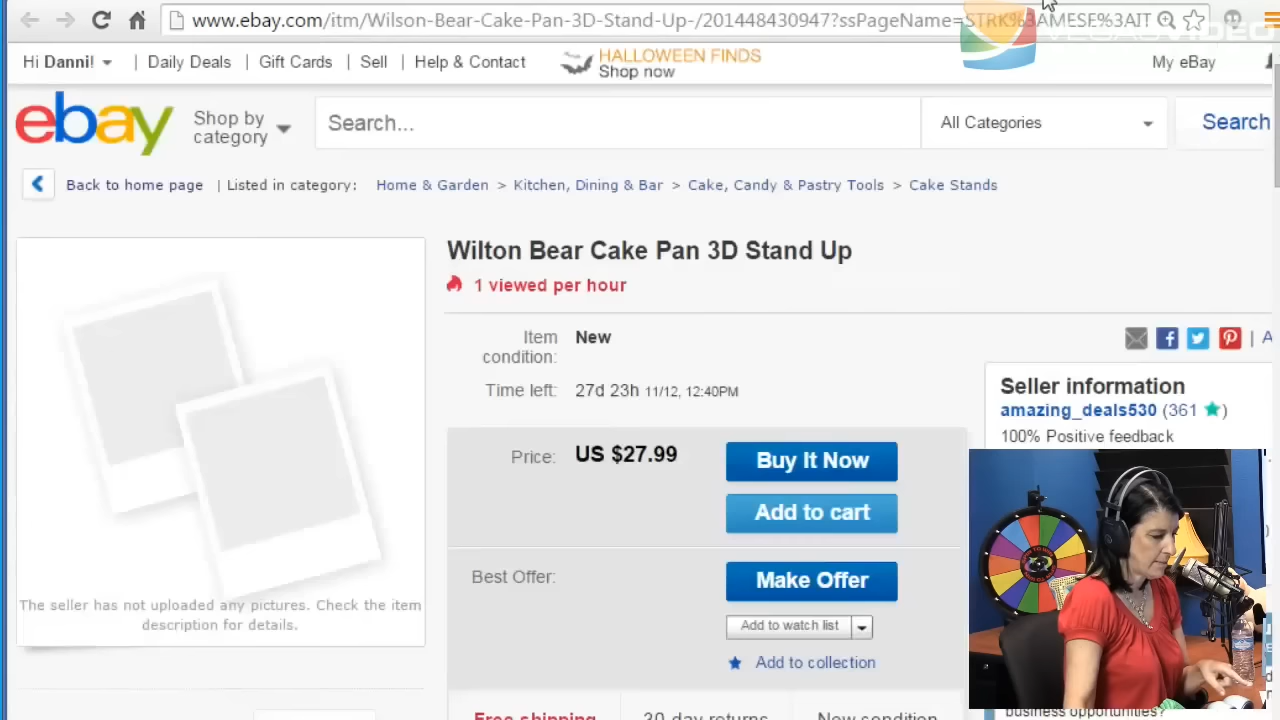 www.ebay.com/itm/Wilson-Bear-Cake-Pan-3D-Stand-Up-/201448430947?ssPageName=STRK%3AMESE%3AIT
VEGASVIDEO
Hi Danni! | Daily Deals | Gift Cards | Sell | Help & Contact
HALLOWEEN FINDS
Shop now
My eBay
ebay
Shop by
category
Search...
All Categories
Search
Back to home page | Listed in category: Home & Garden > Kitchen, Dining & Bar > Cake, Candy & Pastry Tools > Cake Stands
Wilton Bear Cake Pan 3D Stand Up
1 viewed per hour
Item
condition:
New
Time left: 27d 23h 11/12, 12:40PM
Price: US $27.99
Buy It Now
Add to cart
Best Offer:
Make Offer
Add to watch list
Add to collection
The seller has not uploaded any pictures. Check the item
description for details.
Free shipping
30-day returns
New condition
| A
Seller information
amazing_deals530 (361 )
100% Positive feedback
business opportunities?